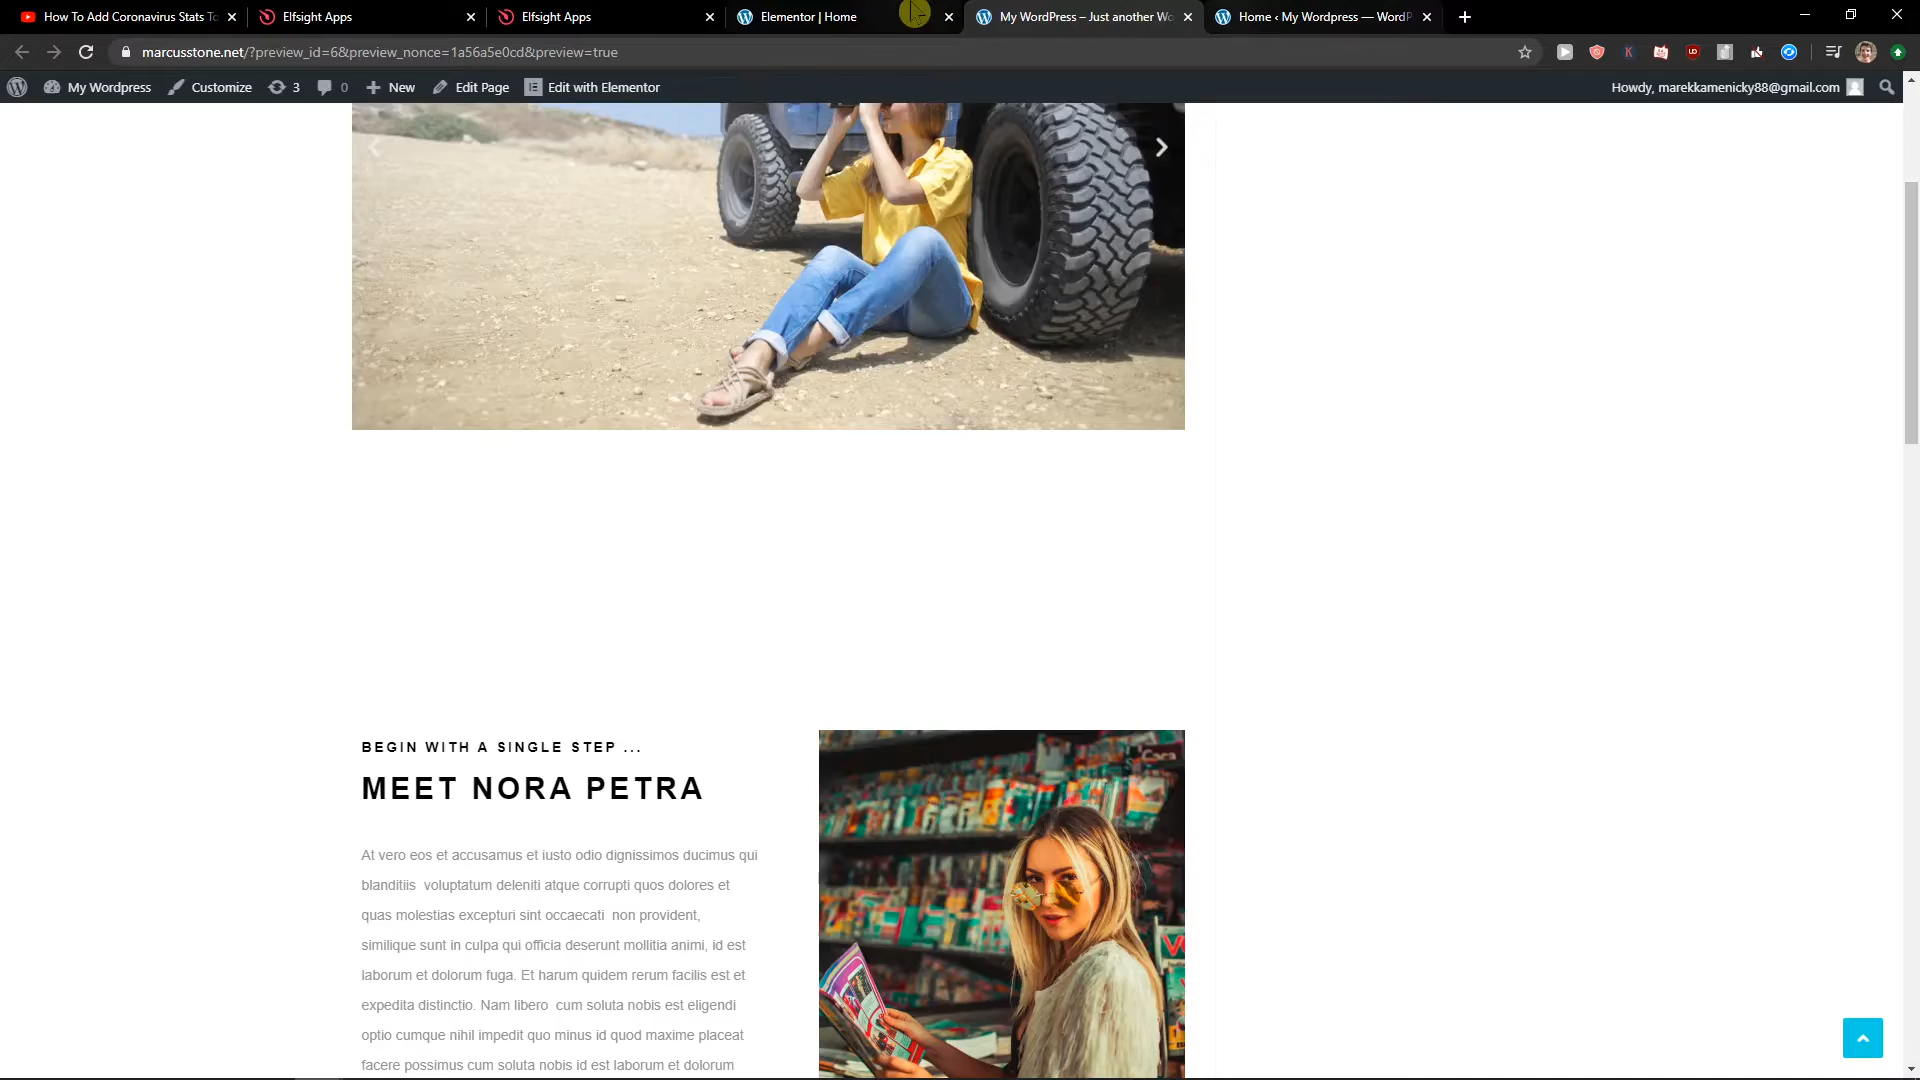 How To Add Coronavirus Stats To
Elfsight Apps
Elfsight Apps
Elementor | Home
My WordPress – Just another Wo
Home ‹ My Wordpress — WordP
marcusstone.net/?preview_id=6&preview_nonce=1a56a5e0cd&preview=true
My Wordpress
Customize
3
0
New
Edit Page
Edit with Elementor
Howdy, marekkamenicky88@gmail.com
BEGIN WITH A SINGLE STEP ...
MEET NORA PETRA
At vero eos et accusamus et iusto odio dignissimos ducimus qui
blanditiis voluptatum deleniti atque corrupti quos dolores et
quas molestias excepturi sint occaecati non provident,
similique sunt in culpa qui officia deserunt mollitia animi, id est
laborum et dolorum fuga. Et harum quidem rerum facilis est et
expedita distinctio. Nam libero cum soluta nobis est eligendi
optio cumque nihil impedit quo minus id quod maxime placeat
facere possimus cum soluta nobis id est laborum et dolorum